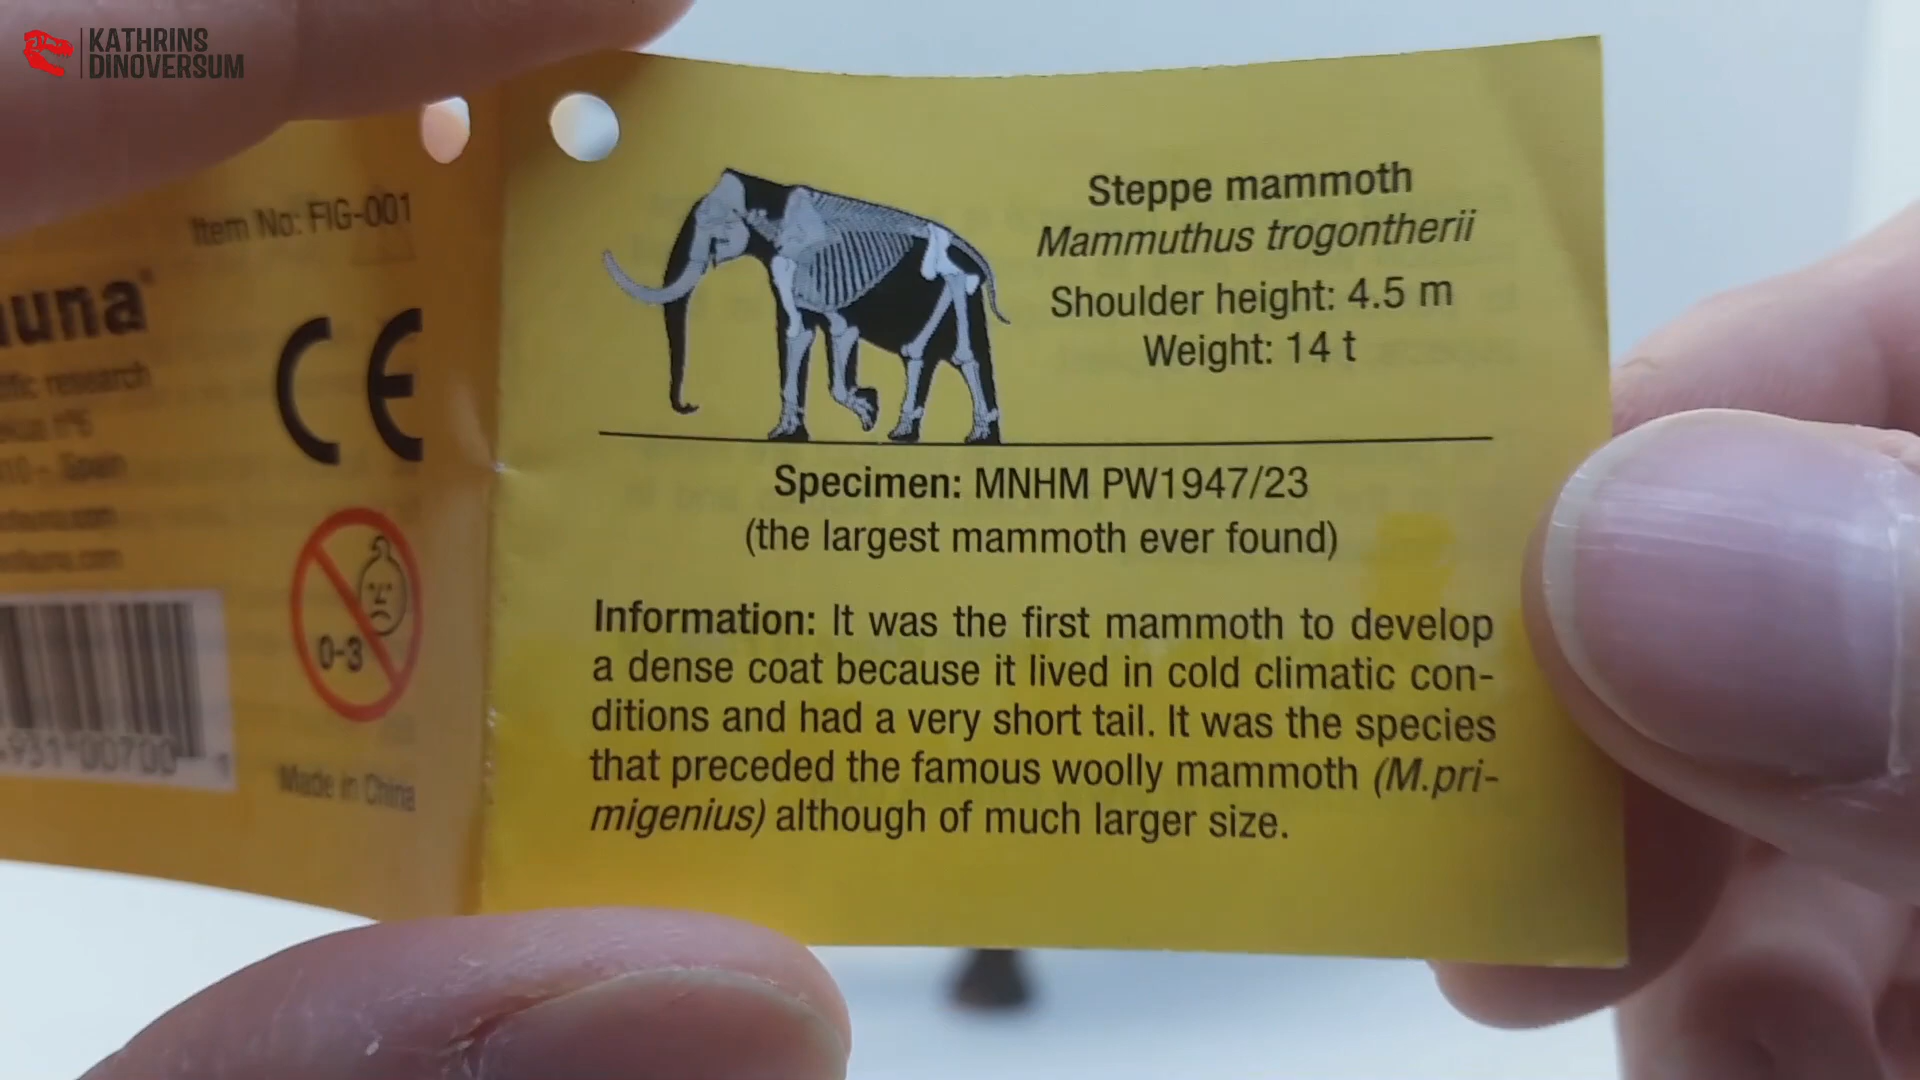 KATHRINS
DINOVERSUM
Item No: FIG-001
CE
0-3
Made in China
Steppe mammoth
Mammuthus trogontherii
Shoulder height: 4.5 m
Weight: 14 t
Specimen: MNHM PW1947/23
(the largest mammoth ever found)
Information: It was the first mammoth to develop
a dense coat because it lived in cold climatic con-
ditions and had a very short tail. It was the species
that preceded the famous woolly mammoth (M.pri-
migenius) although of much larger size.